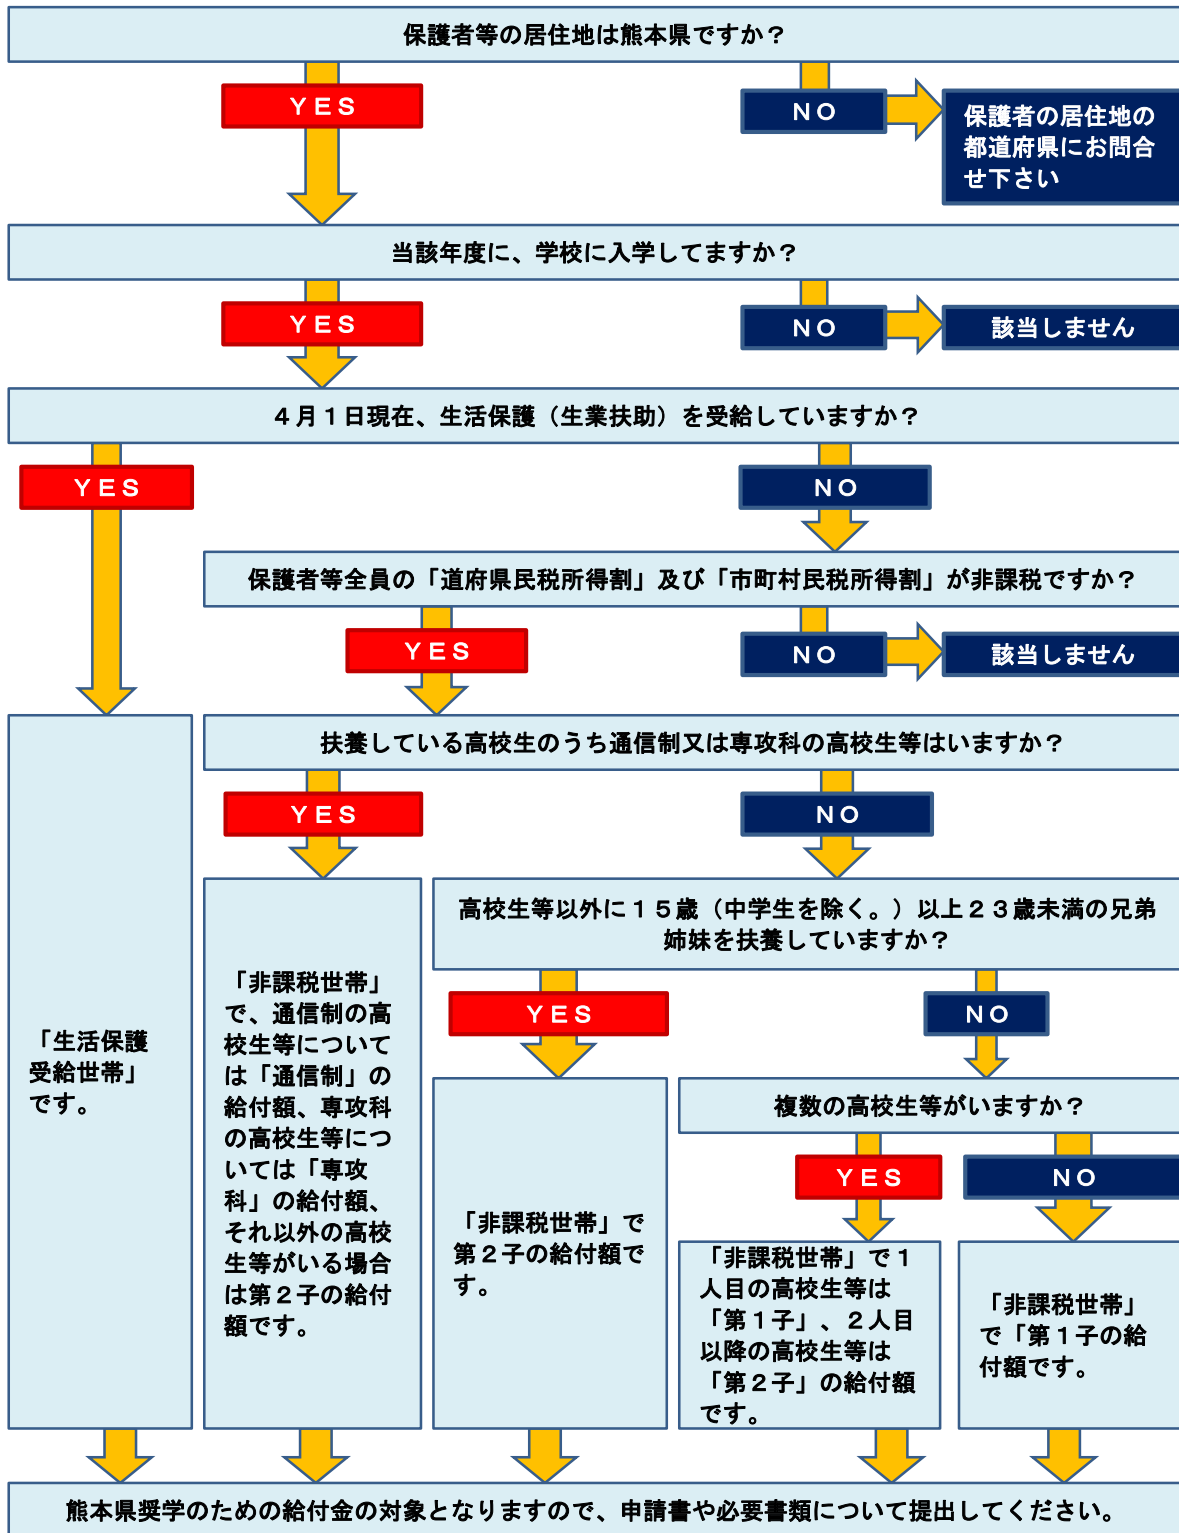 保護者等の居住地は熊本県ですか？
ＹＥＳ
ＮＯ
保護者の居住地の
都道府県にお問合
せ下さい
当該年度に、学校に入学してますか？
ＹＥＳ
ＮＯ
該当しません
４月１日現在、生活保護（生業扶助）を受給していますか？
ＹＥＳ
ＮＯ
保護者等全員の「道府県民税所得割」及び「市町村民税所得割」が非課税ですか？
ＹＥＳ
ＮＯ
該当しません
扶養している高校生のうち通信制又は専攻科の高校生等はいますか？
ＹＥＳ
ＮＯ
高校生等以外に１５歳（中学生を除く。）以上２３歳未満の兄弟
姉妹を扶養していますか？
ＹＥＳ
ＮＯ
複数の高校生等がいますか？
ＹＥＳ
ＮＯ
「生活保護
受給世帯」
です。
「非課税世帯」
で、通信制の高
校生等について
は「通信制」の
給付額、専攻科
の高校生等につ
いては「専攻
科」の給付額、
それ以外の高校
生等がいる場合
は第２子の給付
額です。
「非課税世帯」で
第２子の給付額で
す。
「非課税世帯」で１
人目の高校生等は
「第１子」、２人目
以降の高校生等は
「第２子」の給付額
です。
「非課税世帯」
で「第１子の給
付額です。
熊本県奨学のための給付金の対象となりますので、申請書や必要書類について提出してください。